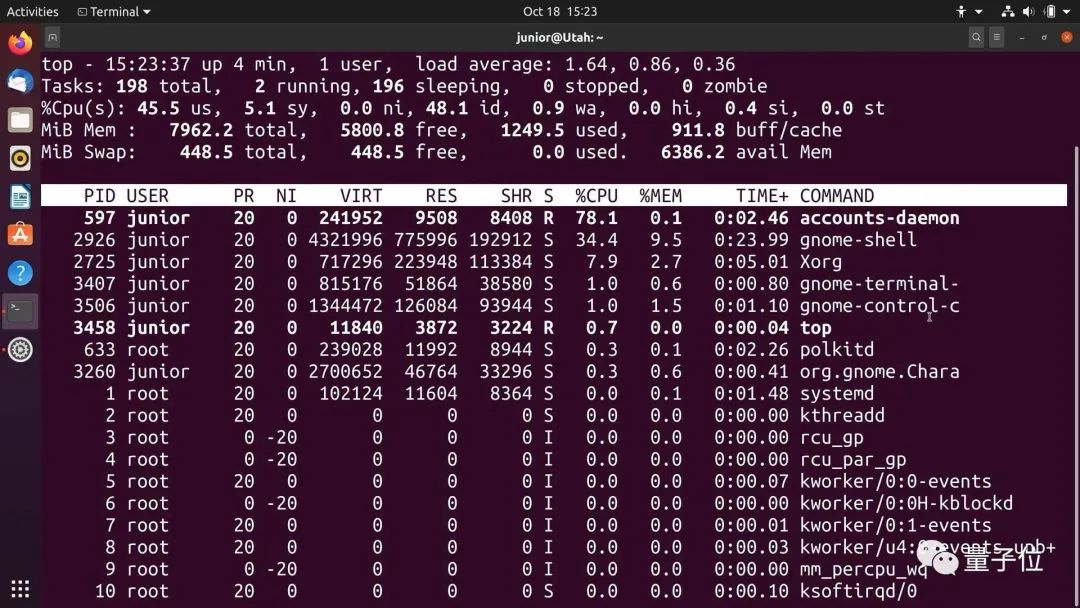 Activities Terminal Oct 18 15:23
junior@Utah: ~
top - 15:23:37 up 4 min, 1 user, load average: 1.64, 0.86, 0.36
Tasks: 198 total, 2 running, 196 sleeping, 0 stopped, 0 zombie
%Cpu(s): 45.5 us, 5.1 sy, 0.0 ni, 48.1 id, 0.9 wa, 0.0 hi, 0.4 si, 0.0 st
MiB Mem : 7962.2 total, 5800.8 free, 1249.5 used, 911.8 buff/cache
MiB Swap: 448.5 total, 448.5 free, 0.0 used. 6386.2 avail Mem
PID USER PR NI VIRT RES SHR S %CPU %MEM TIME+ COMMAND
597 junior 20 0 241952 9508 8408 R 78.1 0.1 0:02.46 accounts-daemon
2926 junior 20 0 4321996 775996 192912 S 34.4 9.5 0:23.99 gnome-shell
2725 junior 20 0 717296 223948 113384 S 7.9 2.7 0:05.01 Xorg
3407 junior 20 0 815176 51864 38580 S 1.0 0.6 0:00.80 gnome-terminal-
3506 junior 20 0 1344472 126084 93944 S 1.0 1.5 0:01.10 gnome-control-c
3458 junior 20 0 11840 3872 3224 R 0.7 0.0 0:00.04 top
633 root 20 0 239028 11992 8944 S 0.3 0.1 0:02.26 polkitd
3260 junior 20 0 2700652 46764 33296 S 0.3 0.6 0:00.41 org.gnome.Chara
1 root 20 0 102124 11604 8364 S 0.0 0.1 0:01.48 systemd
2 root 20 0 0 0 0 S 0.0 0.0 0:00.00 kthreadd
3 root 0 -20 0 0 0 I 0.0 0.0 0:00.00 rcu_gp
4 root 0 -20 0 0 0 I 0.0 0.0 0:00.00 rcu_par_gp
5 root 20 0 0 0 0 I 0.0 0.0 0:00.07 kworker/0:0-events
6 root 0 -20 0 0 0 I 0.0 0.0 0:00.00 kworker/0:0H-kblockd
7 root 20 0 0 0 0 I 0.0 0.0 0:00.01 kworker/0:1-events
8 root 20 0 0 0 0 I 0.0 0.0 0:00.03
9 root 0 -20 0 0 0 I 0.0 0.0 0:00.00 mm_percpu_wq
10 root 20 0 0 0 0 S 0.0 0.0 0:00.10 ksoftirqd/0
量子位